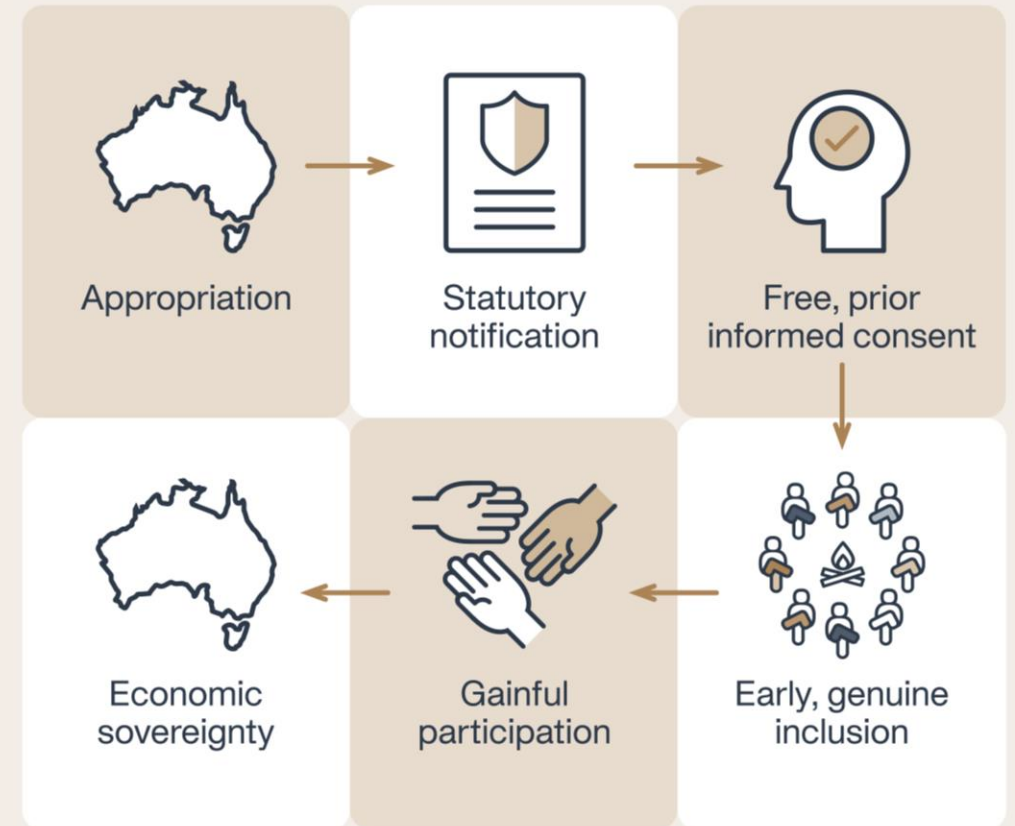 Appropriation
Statutory
notification
Free, prior
informed consent
Early, genuine
inclusion
Gainful
participation
Economic
sovereignty